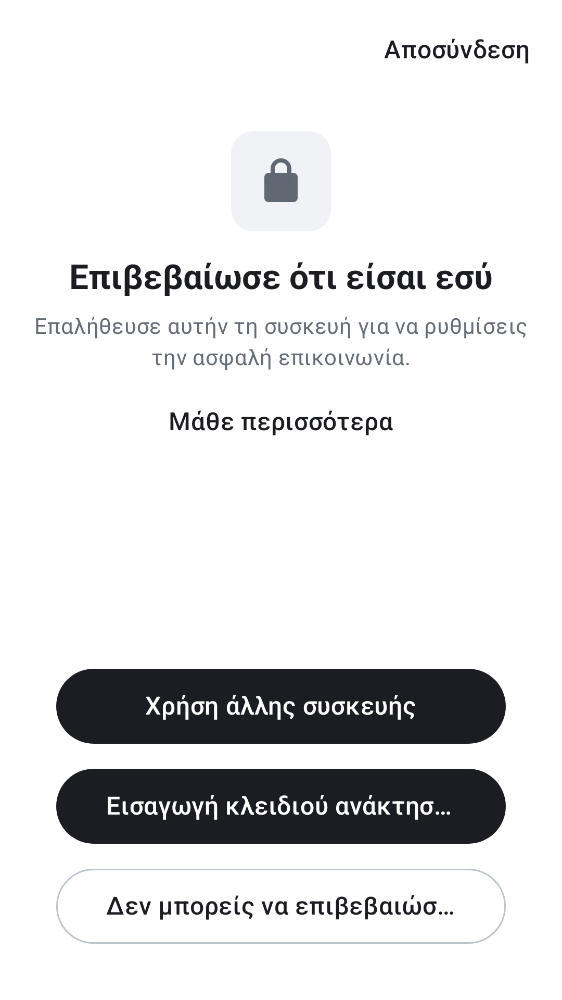 Αποσύνδεση
Επιβεβαίωσε ότι είσαι εσύ
Επαλήθευσε αυτήν τη συσκευή για να ρυθμίσεις
την ασφαλή επικοινωνία.
Μάθε περισσότερα
Χρήση άλλης συσκευής
Εισαγωγή κλειδιού ανάκτησ…
Δεν μπορείς να επιβεβαιώσ…